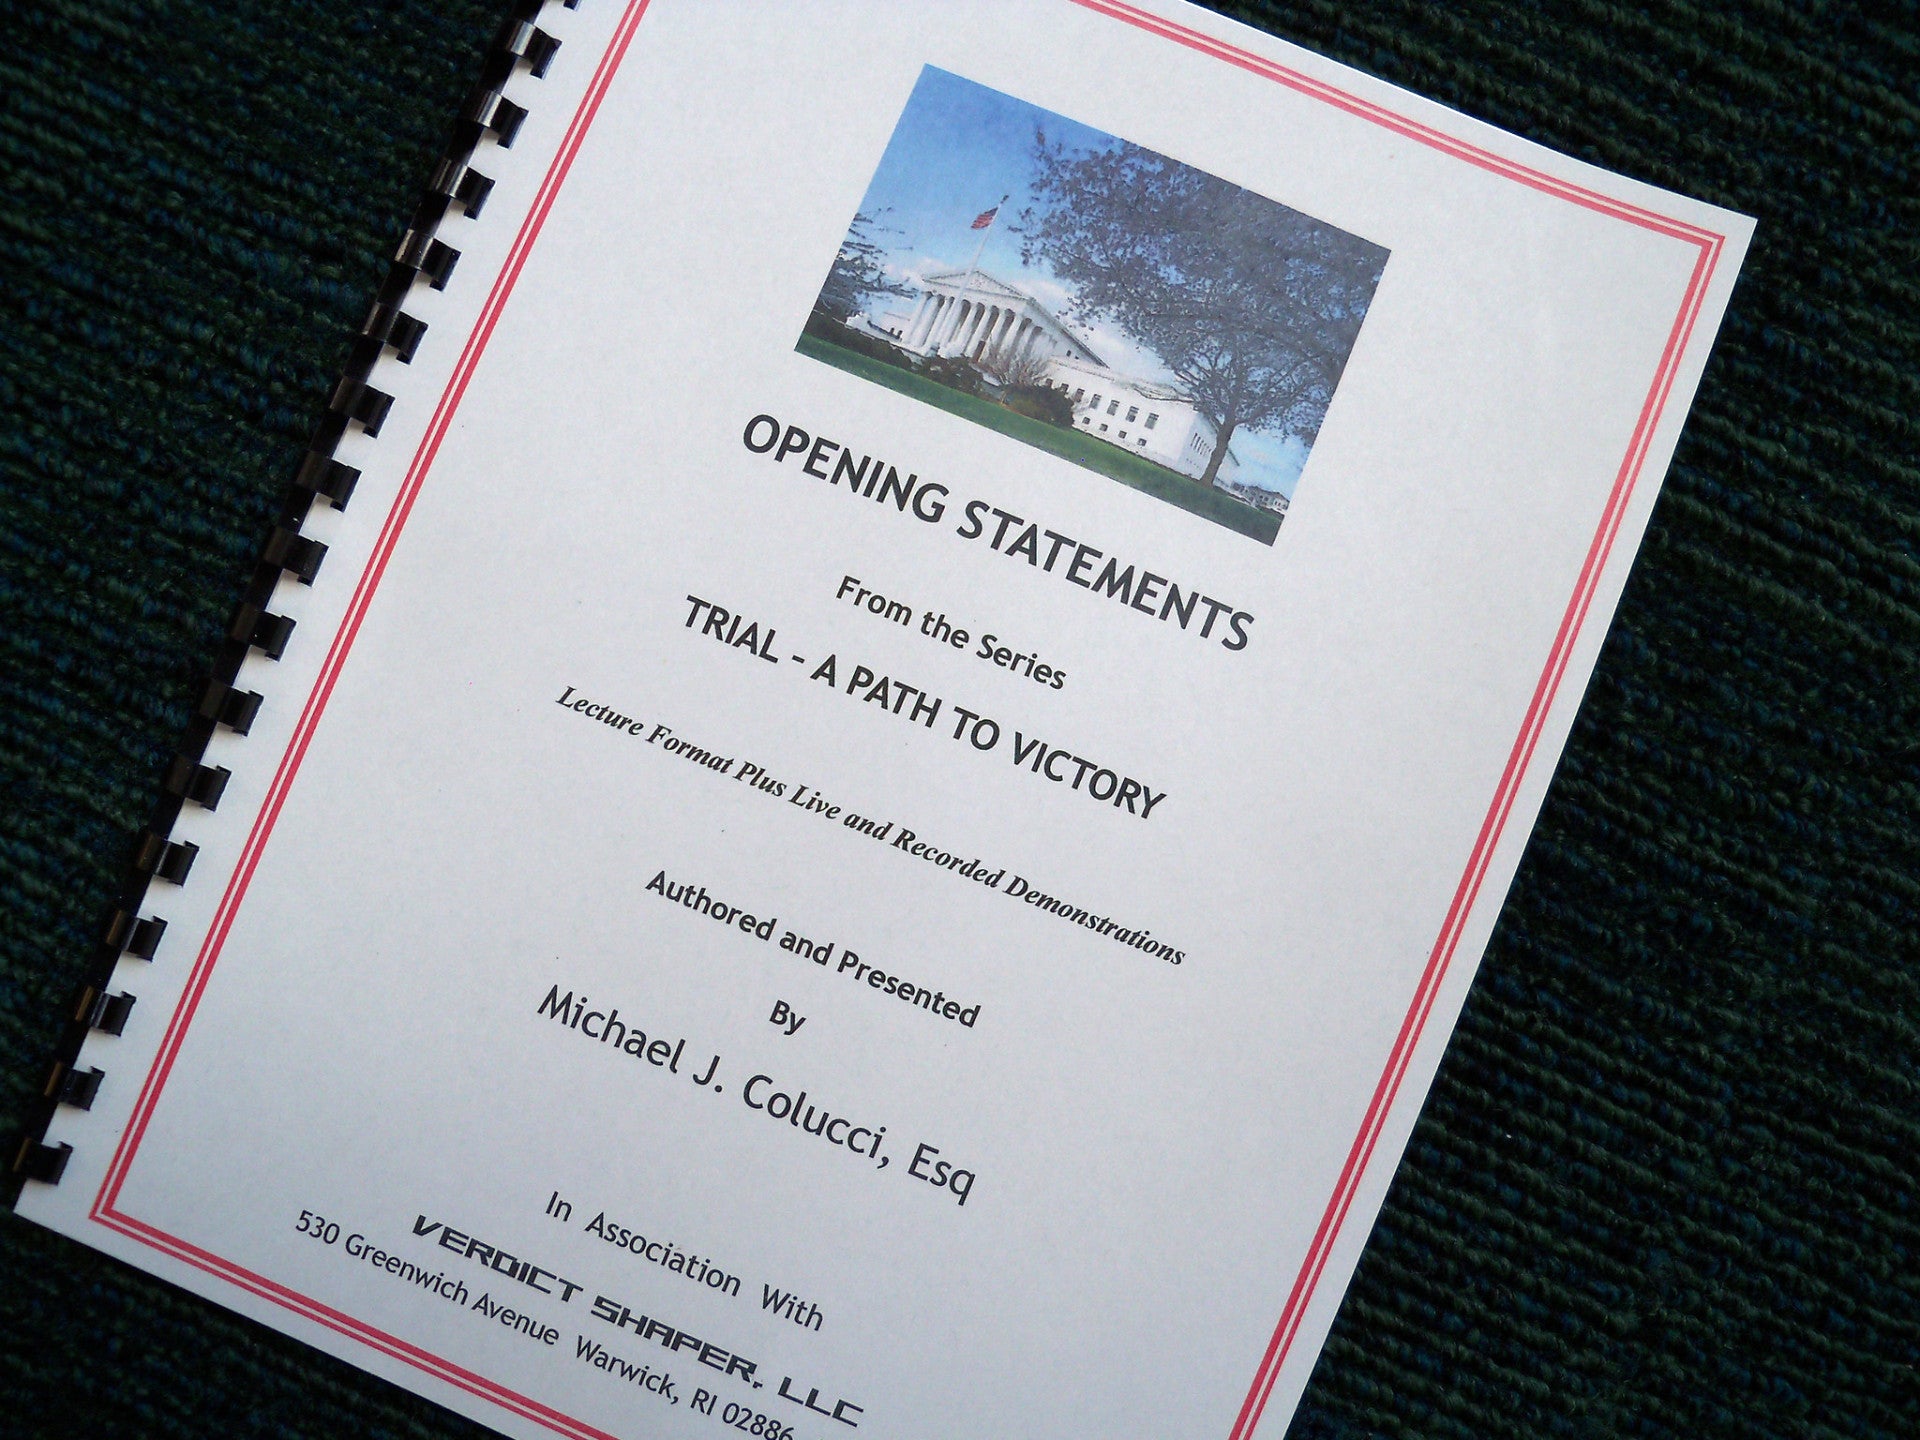 OPENING STATEMENTS
From the Series
TRIAL - A PATH TO VICTORY
Lecture Format Plus Live and Recorded Demonstrations
Authored and Presented
By
Michael J. Colucci, Esq
In Association With
VERDICT SHAPER, LLC
530 Greenwich Avenue Warwick, RI 02886